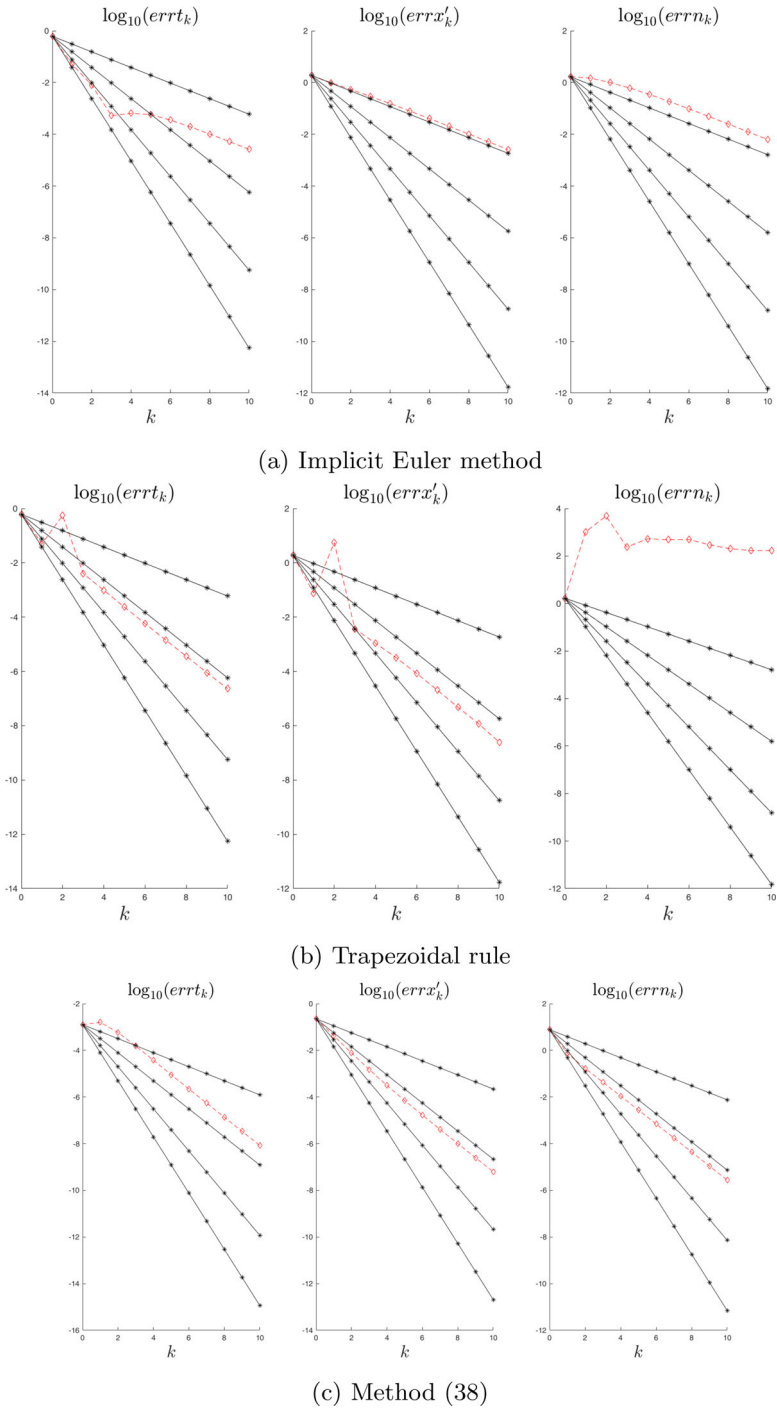 log₁₀(errtₖ) log₁₀(errx′ₖ) log₁₀(errnₖ)
0 2 2
-2 0 0
-4 -2 -2
-6 -4 -4
-8 -6 -6
-10 -8 -8
-12 -10 -10
-14 -12 -12
0 2 4 6 8 10 0 2 4 6 8 10 0 2 4 6 8 10
k k k
(a) Implicit Euler method
log₁₀(errtₖ) log₁₀(errx′ₖ) log₁₀(errnₖ)
0 2 4
-2 0 2
-4 -2 0
-6 -4 -2
-8 -6 -4
-10 -8 -6
-12 -10 -8
-14 -12 -10
-12
0 2 4 6 8 10 0 2 4 6 8 10 0 2 4 6 8 10
k k k
(b) Trapezoidal rule
log₁₀(errtₖ) log₁₀(errx′ₖ) log₁₀(errnₖ)
-2 0 2
-4 -2 0
-6 -4 -2
-8 -6 -4
-10 -8 -6
-12 -10 -8
-14 -12 -10
-16 -14 -12
0 2 4 6 8 10 0 2 4 6 8 10 0 2 4 6 8 10
k k k
(c) Method (38)